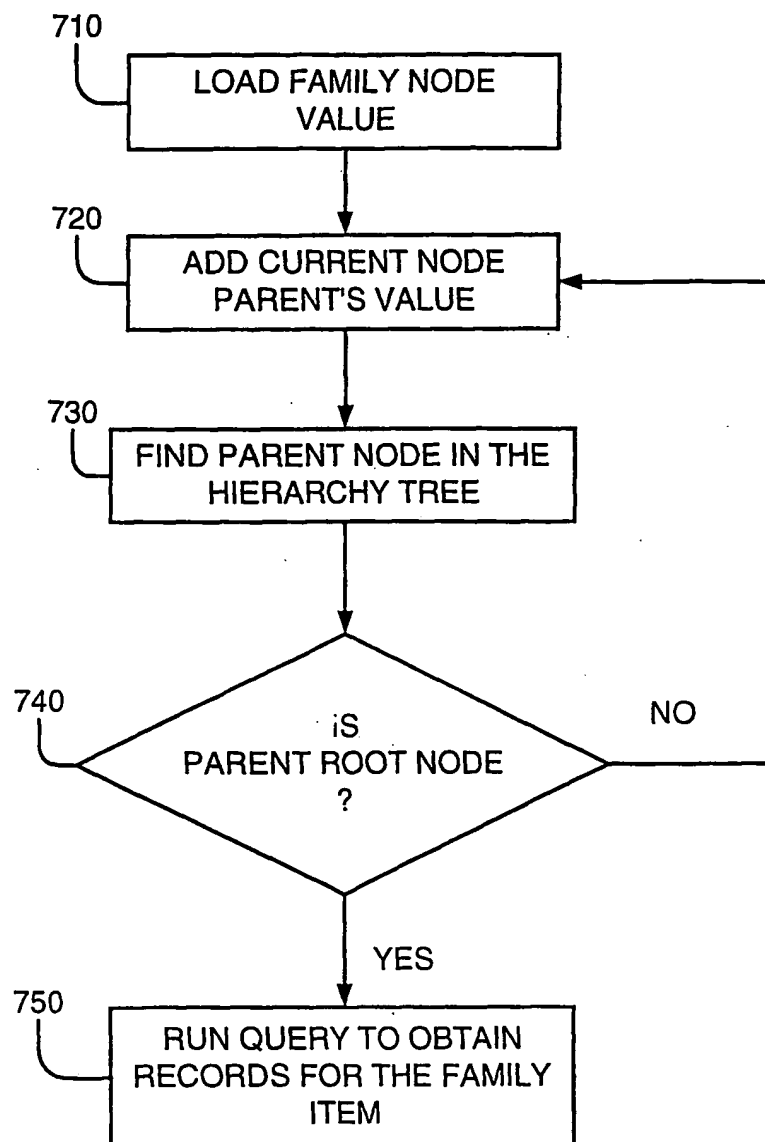 710
LOAD FAMILY NODE
VALUE
720
ADD CURRENT NODE
PARENT'S VALUE
730
FIND PARENT NODE IN THE
HIERARCHY TREE
740
iS
PARENT ROOT NODE
?
NO
YES
750
RUN QUERY TO OBTAIN
RECORDS FOR THE FAMILY
ITEM